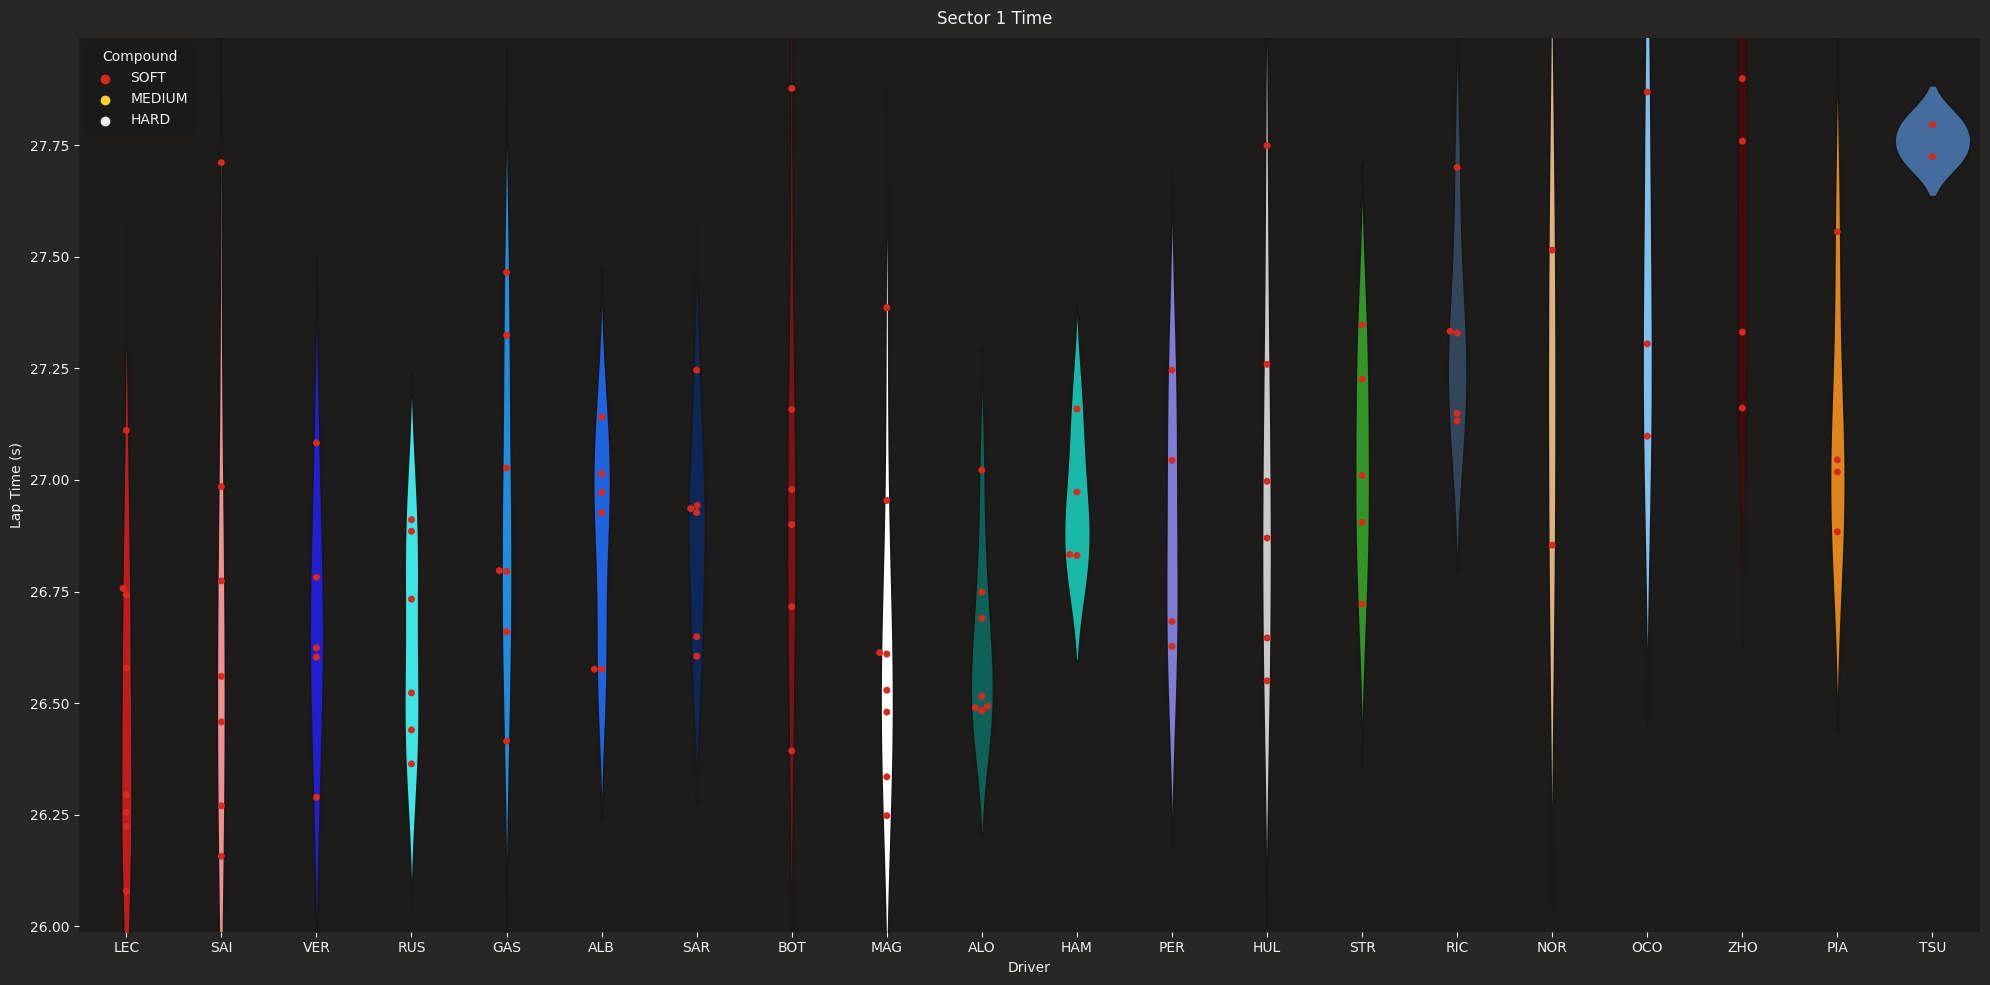 Sector 1 Time
Compound
SOFT
MEDIUM
HARD
27.75
27.50
27.25
27.00
26.75
26.50
26.25
26.00
Lap Time (s)
LEC SAI VER RUS GAS ALB SAR BOT MAG ALO HAM PER HUL STR RIC NOR OCO ZHO PIA TSU
Driver